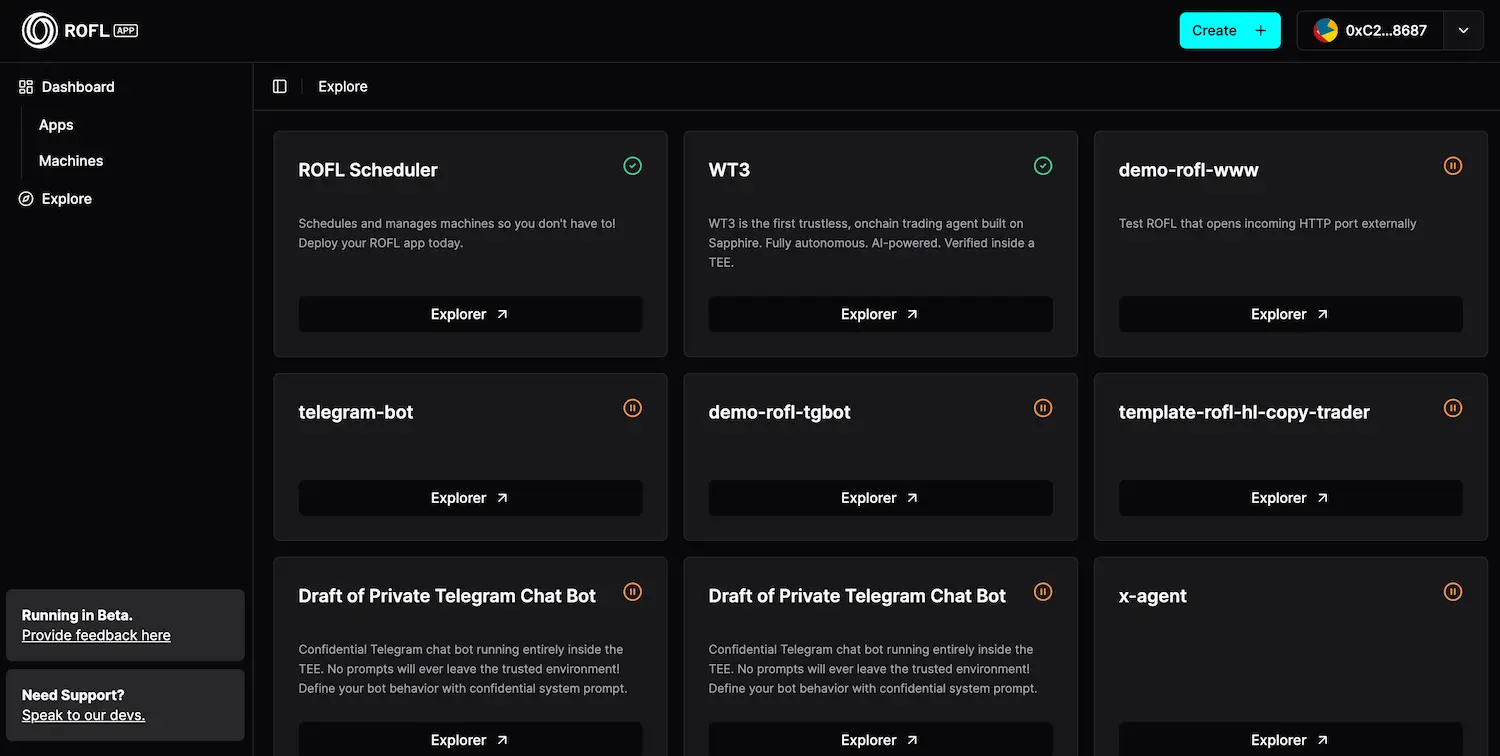 ROFL APP
Create +
0xC2...8687
Dashboard
Apps
Machines
Explore
Running in Beta.
Provide feedback here
Need Support?
Speak to our devs.
Explore
ROFL Scheduler
Schedules and manages machines so you don't have to!
Deploy your ROFL app today.
Explorer
WT3
WT3 is the first trustless, onchain trading agent built on
Sapphire. Fully autonomous. AI-powered. Verified inside a
TEE.
Explorer
demo-rofl-www
Test ROFL that opens incoming HTTP port externally
Explorer
telegram-bot
Explorer
demo-rofl-tgbot
Explorer
template-rofl-hl-copy-trader
Explorer
Draft of Private Telegram Chat Bot
Confidential Telegram chat bot running entirely inside the
TEE. No prompts will ever leave the trusted environment!
Define your bot behavior with confidential system prompt.
Explorer
Draft of Private Telegram Chat Bot
Confidential Telegram chat bot running entirely inside the
TEE. No prompts will ever leave the trusted environment!
Define your bot behavior with confidential system prompt.
Explorer
x-agent
Explorer